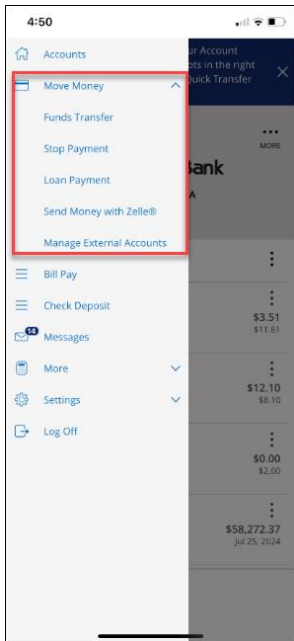 4:50
Accounts
ur Account
ots in the right
Quick Transfer
Move Money
Funds Transfer
MORE
Stop Payment
Bank
Loan Payment
A
Send Money with Zelle®
Manage External Accounts
Bill Pay
Check Deposit
$3.51
$11.61
14
Messages
More
$12.10
$8.10
Settings
Log Off
$0.00
$2.00
$58,272.37
Jul 25, 2024